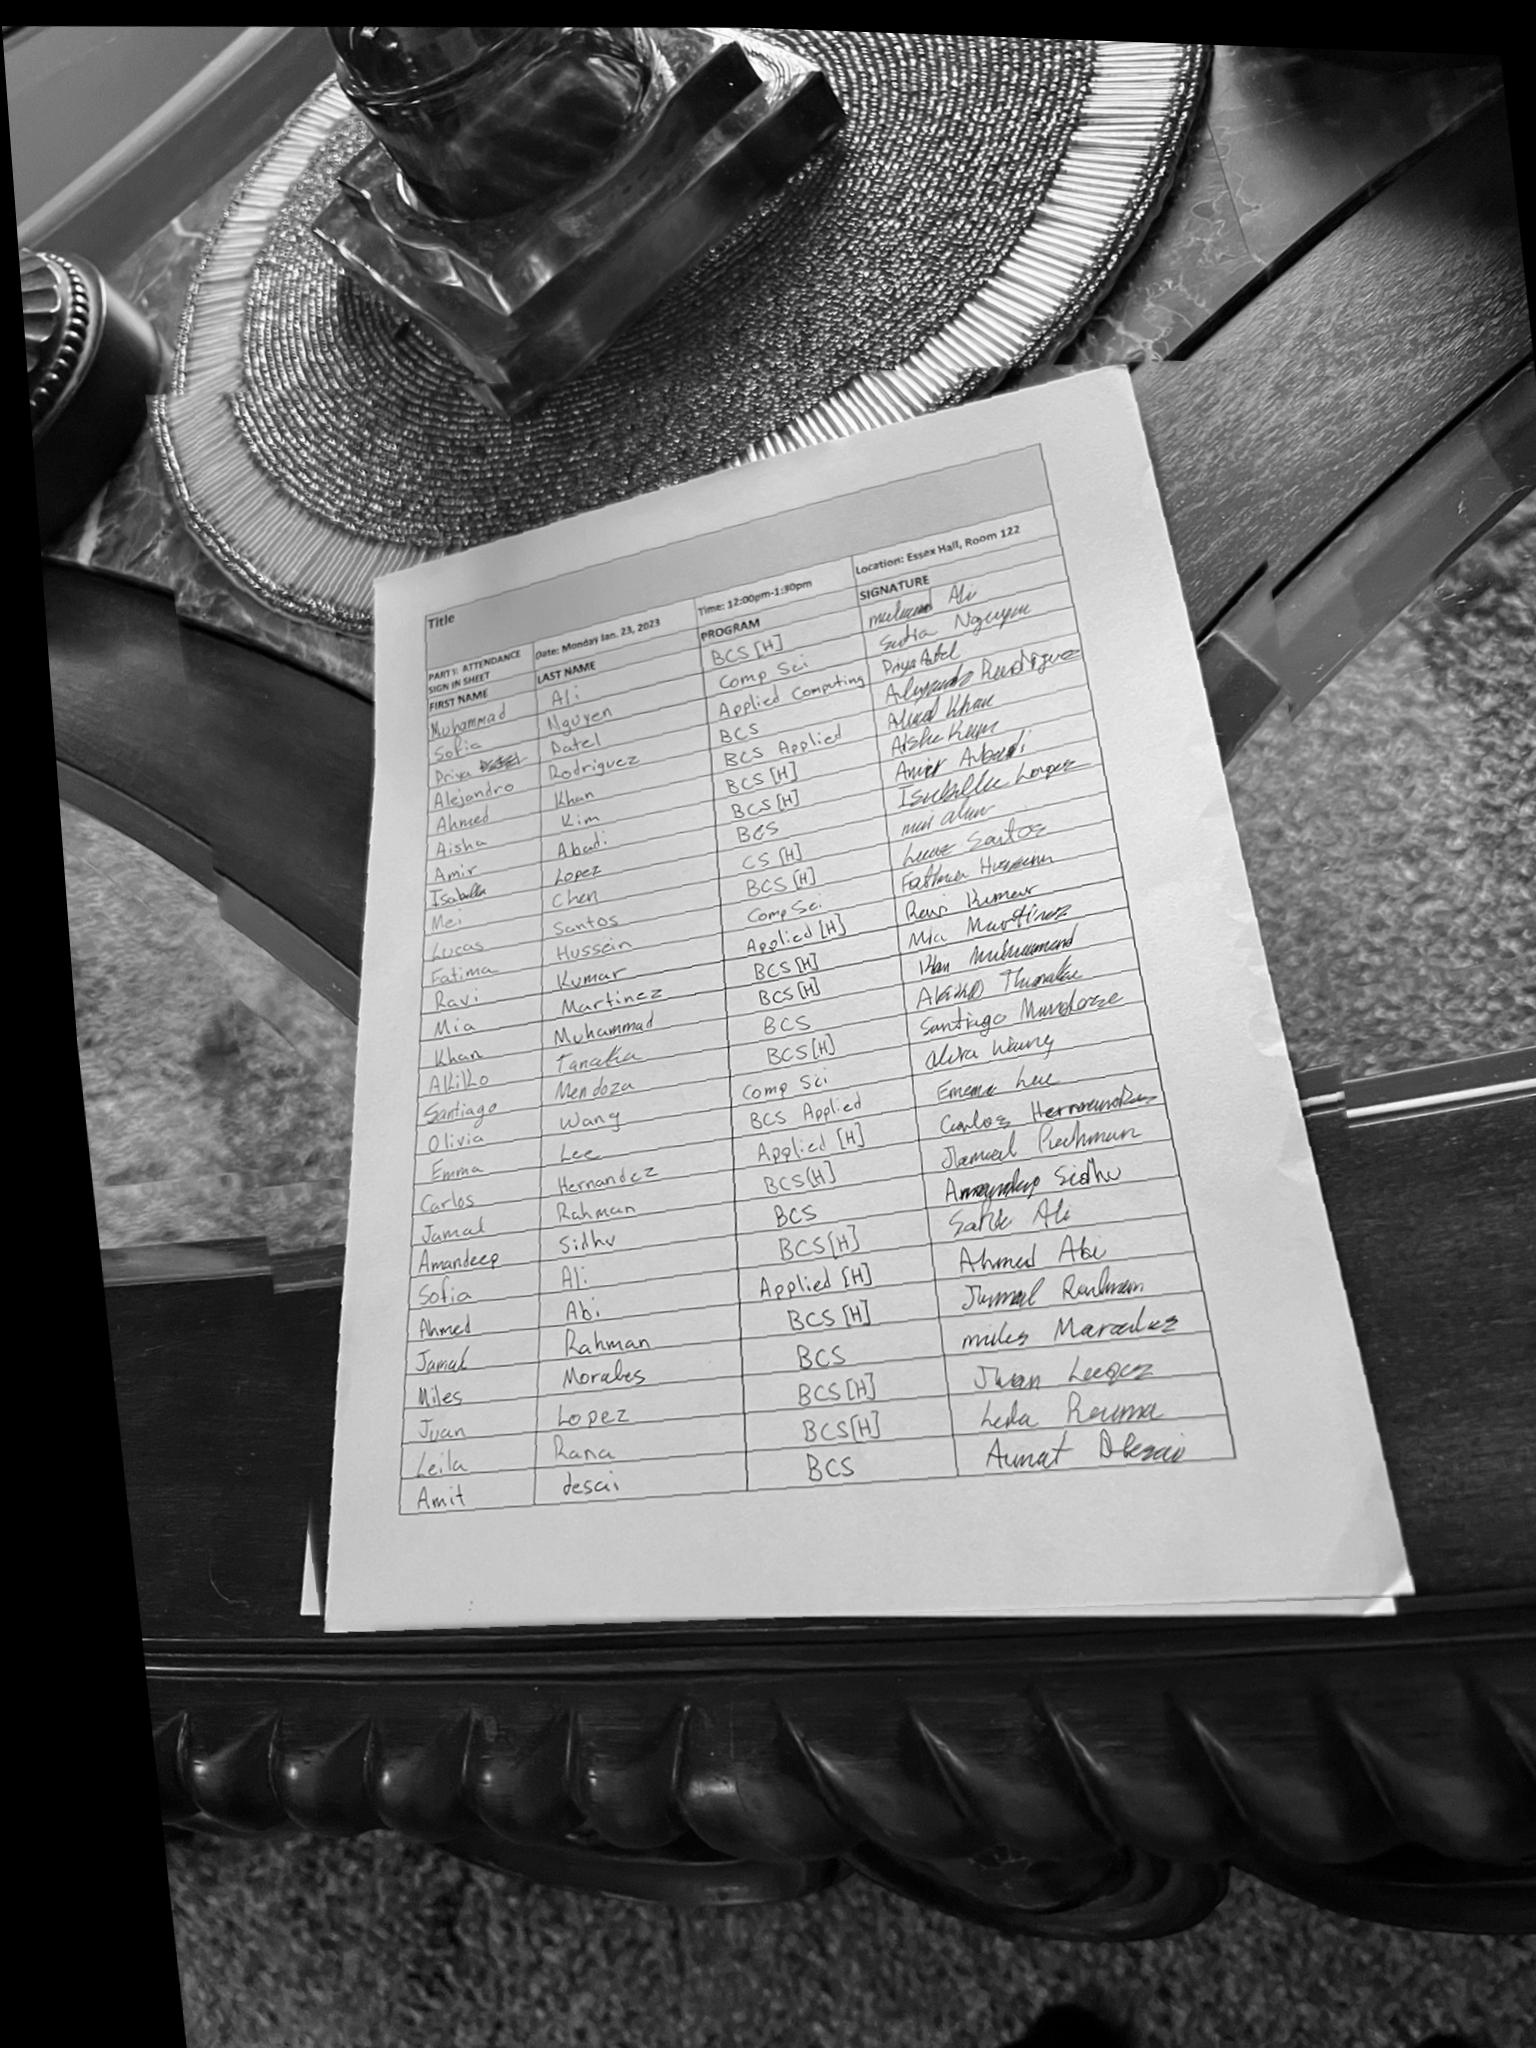 Title
PART 1: ATTENDANCE SIGN IN SHEET Date: Monday Jan. 23, 2023 Time: 12:00pm-1:30pm Location: Essex Hall, Room 122
FIRST NAME LAST NAME PROGRAM SIGNATURE
Muhammad Ali BCS [H] Ali
Sofia Nguyen Comp Sci Sofia Nguyen
Priya Patel Applied Computing Priya Patel
Alejandro Rodriguez BCS Alejandro Rodriguez
Ahmed Khan BCS Applied Ahmed Khan
Aisha Kim BCS [H] Aisha Kim
Amir Abadi BCS [H] Amir Abadi
Isabella Lopez BCS Isabella Lopez
Mei Chen CS [H] mei
Lucas Santos BCS [H] Lucas Santos
Fatima Hussein Comp Sci Fatima Hussein
Ravi Kumar Applied [H] Ravi Kumar
Mia Martinez BCS [H] Mia Martinez
Khan Muhammad BCS [H] Khan Muhammad
Akiko Tanaka BCS Akiko Tanaka
Santiago Mendoza BCS [H] Santiago Mendoza
Olivia Wang Comp Sci Olivia Wang
Emma Lee BCS Applied Emma Lee
Carlos Hernandez Applied [H] Carlos Hernandez
Jamal Rahman BCS [H] Jamal Rahman
Amandeep Sidhu BCS Amandeep Sidhu
Sofia Ali BCS [H] Sofia Ali
Ahmed Abi Applied [H] Ahmed Abi
Jamal Rahman BCS [H] Jamal Rahman
Miles Morales BCS miles Morales
Juan Lopez BCS [H] Juan Lopez
Leila Rana BCS [H] Leila
Amit desai BCS Amit Desai